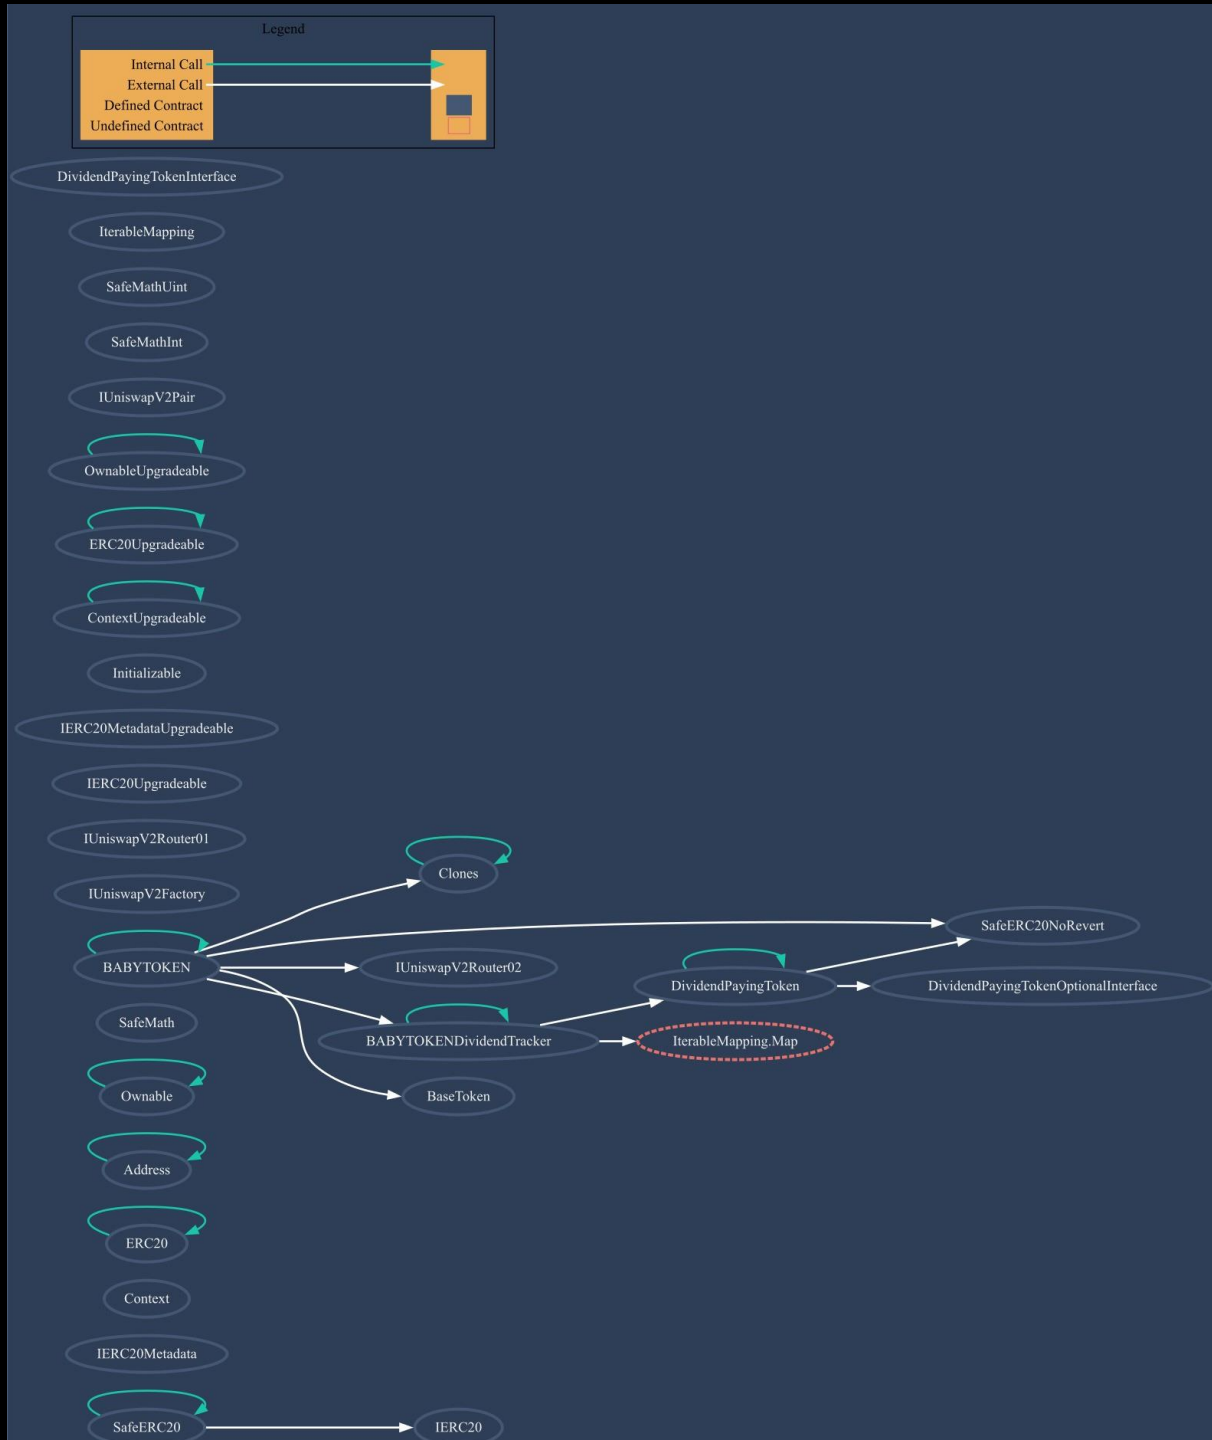 Legend
Internal Call
External Call
Defined Contract
Undefined Contract
DividendPayingTokenInterface
IterableMapping
SafeMathUint
SafeMathInt
IUniswapV2Pair
OwnableUpgradeable
ERC20Upgradeable
ContextUpgradeable
Initializable
IERC20MetadataUpgradeable
IERC20Upgradeable
IUniswapV2Router01
Clones
IUniswapV2Factory
SafeERC20NoRevert
BABYTOKEN
IUniswapV2Router02
DividendPayingToken
DividendPayingTokenOptionalInterface
SafeMath
BABYTOKENDividendTracker
IterableMapping.Map
Ownable
BaseToken
Address
ERC20
Context
IERC20Metadata
SafeERC20
IERC20